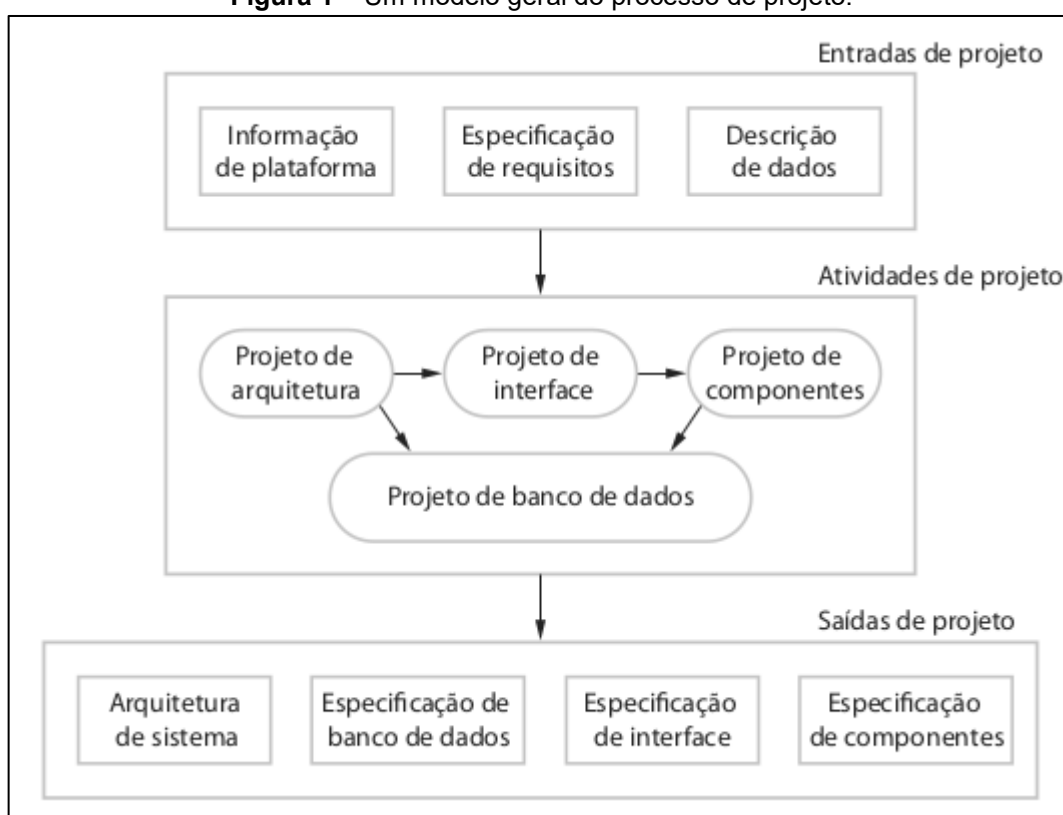 Figura 1 – Um modelo geral do processo de projeto.
Entradas de projeto
Informação
de plataforma
Especificação
de requisitos
Descrição
de dados
Atividades de projeto
Projeto de
arquitetura
Projeto de
interface
Projeto de
componentes
Projeto de banco de dados
Saídas de projeto
Arquitetura
de sistema
Especificação de
banco de dados
Especificação
de interface
Especificação
de componentes